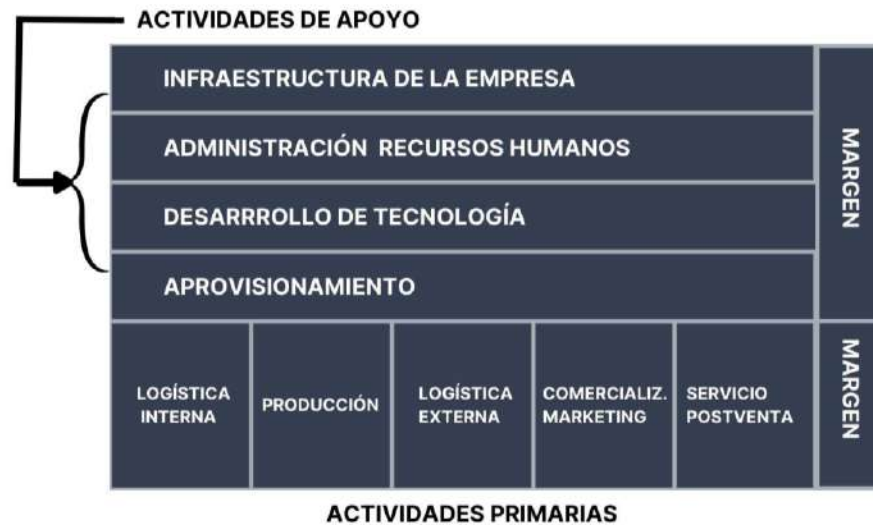 ACTIVIDADES DE APOYO
INFRAESTRUCTURA DE LA EMPRESA
ADMINISTRACIÓN RECURSOS HUMANOS
DESARRROLLO DE TECNOLOGÍA
APROVISIONAMIENTO
MARGEN
LOGÍSTICA
INTERNA
PRODUCCIÓN
LOGÍSTICA
EXTERNA
COMERCIALIZ.
MARKETING
SERVICIO
POSTVENTA
MARGEN
ACTIVIDADES PRIMARIAS